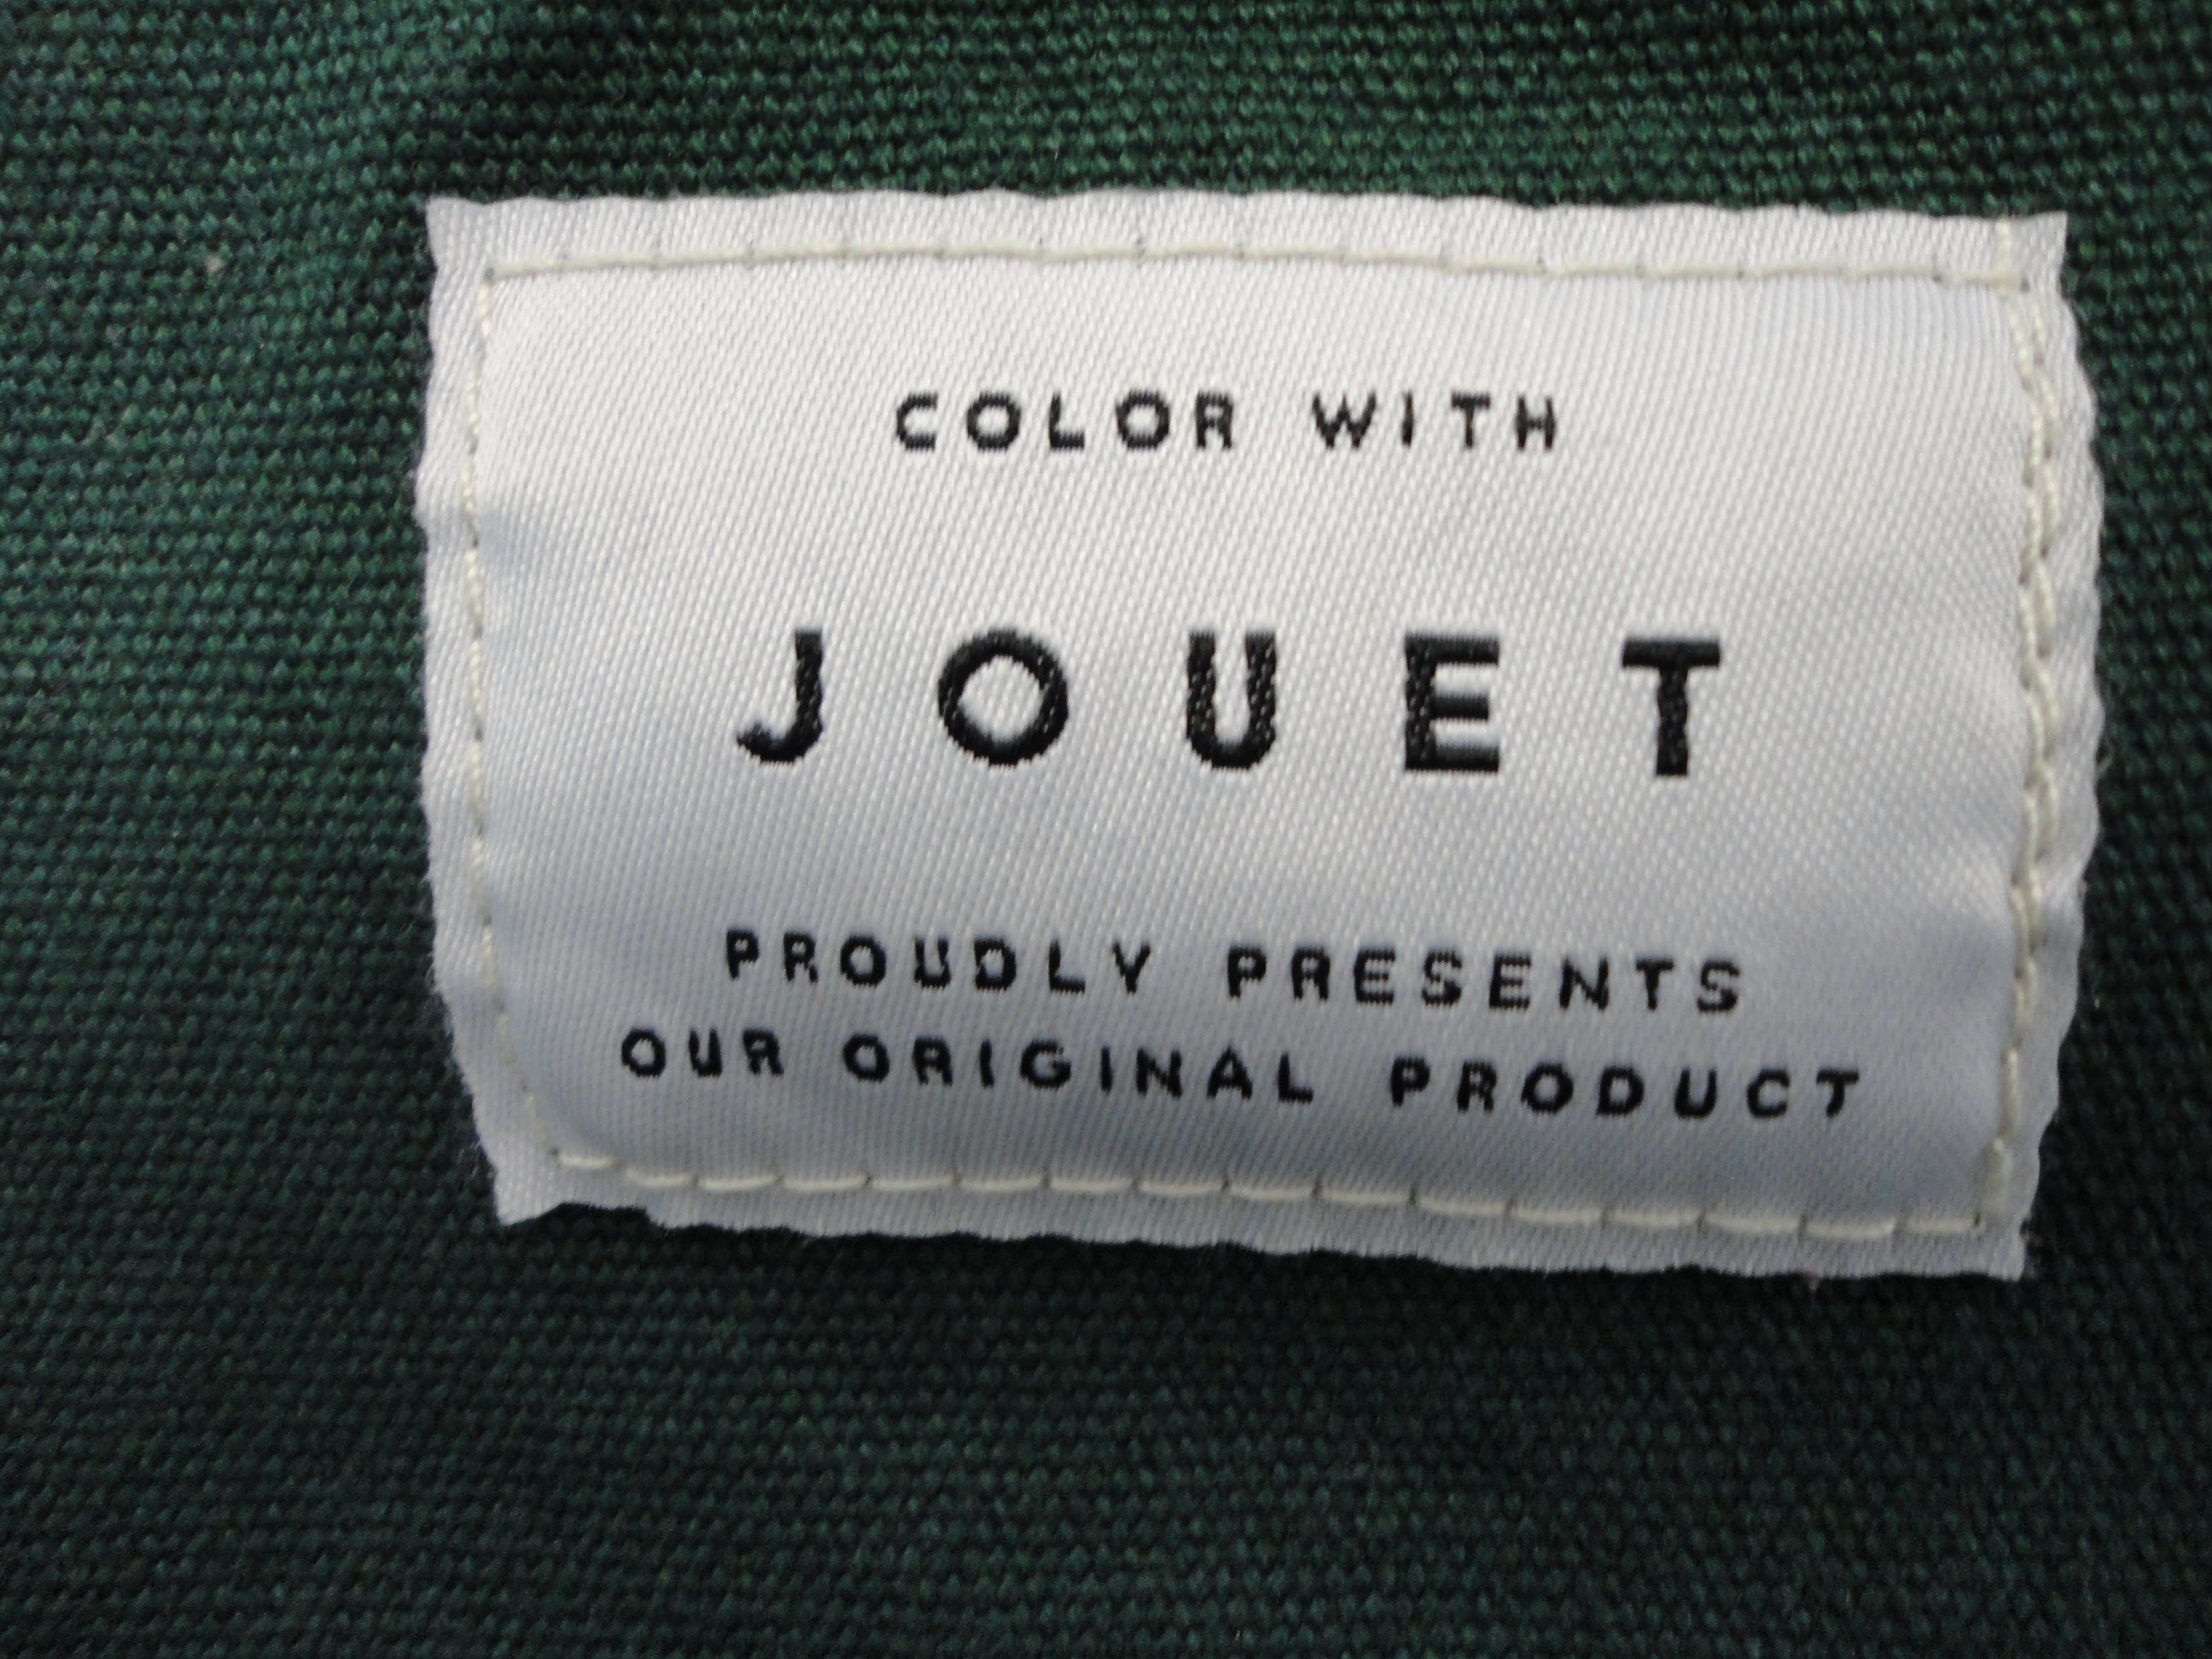 COLOR WITH
JOUET
PROUDLY PRESENTS
OUR ORIGINAL PRODUCT